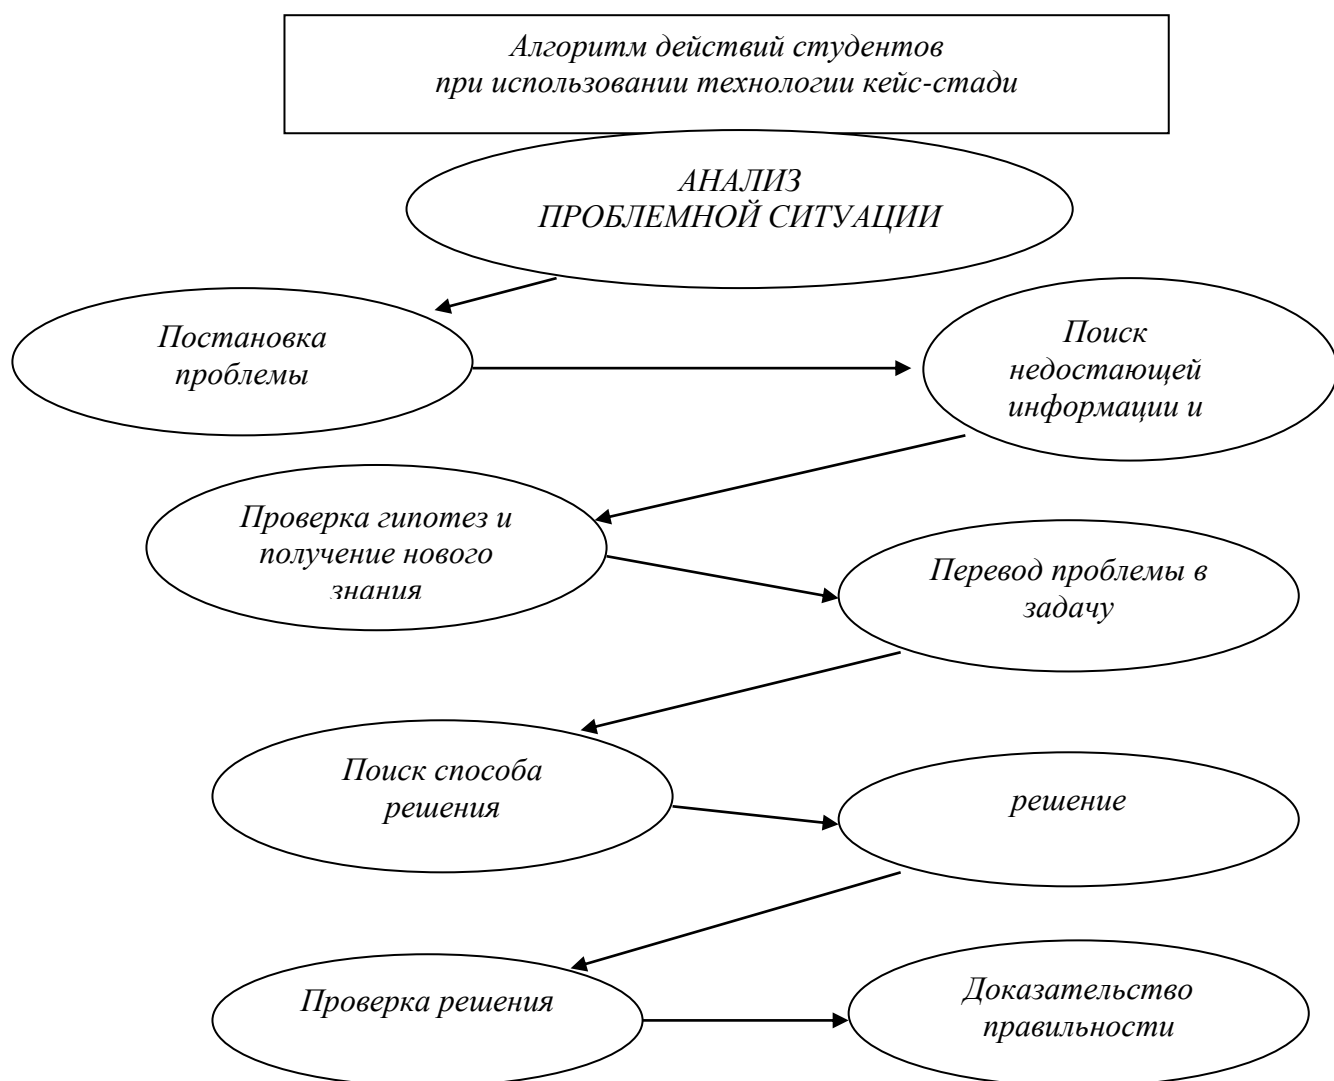 Алгоритм действий студентов
при использовании технологии кейс-стади
АНАЛИЗ
ПРОБЛЕМНОЙ СИТУАЦИИ
Постановка
проблемы
Поиск
недостающей
информации и
Проверка гипотез и
получение нового
знания
Перевод проблемы в
задачу
Поиск способа
решения
решение
Проверка решения
Доказательство
правильности